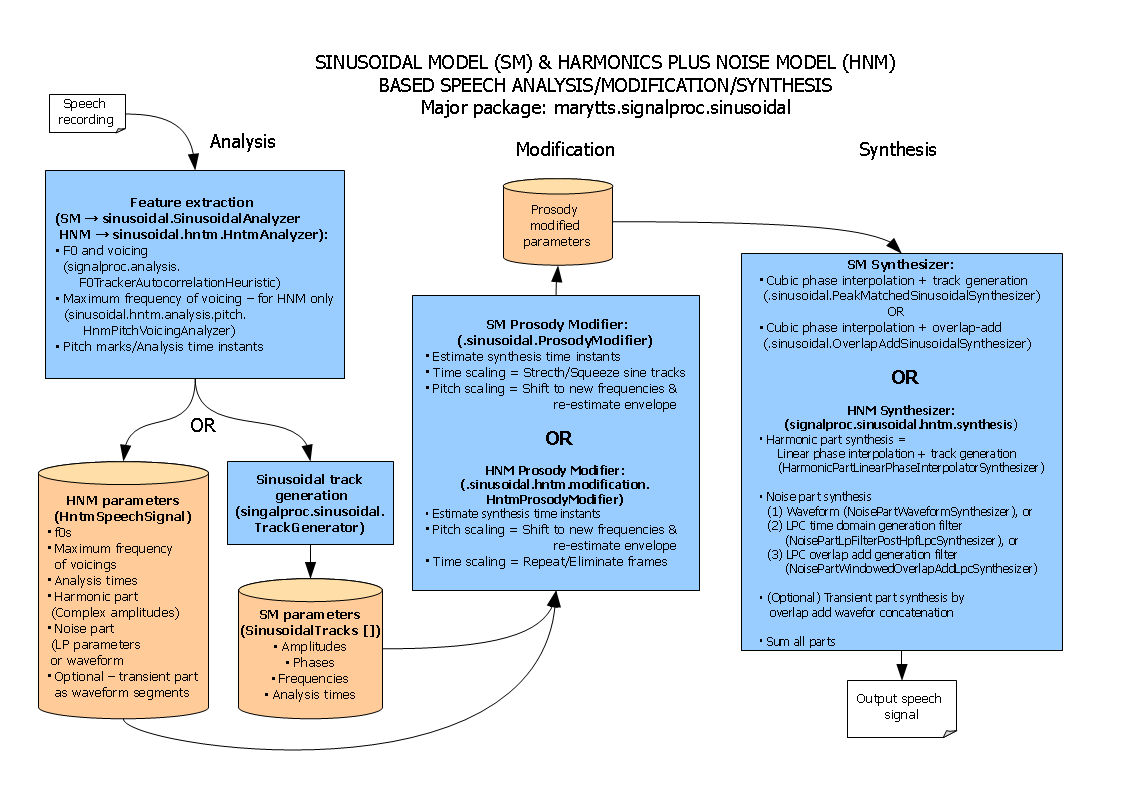 SINUSOIDAL MODEL (SM) & HARMONICS PLUS NOISE MODEL (HNM)
BASED SPEECH ANALYSIS/MODIFICATION/SYNTHESIS
Major package: marytts.signalproc.sinusoidal
Speech
recording
Analysis
Modification
Synthesis
Feature extraction
(SM → sinusoidal.SinusoidalAnalyzer
HNM → sinusoidal.hntm.HntmAnalyzer):
• F0 and voicing
(signalproc.analysis.
F0TrackerAutocorrelationHeuristic)
• Maximum frequency of voicing – for HNM only
(sinusoidal.hntm.analysis.pitch.
HnmPitchVoicingAnalyzer)
• Pitch marks/Analysis time instants
OR
HNM parameters
(HntmSpeechSignal)
• f0s
• Maximum frequency
of voicings
• Analysis times
• Harmonic part
(Complex amplitudes)
• Noise part
(LP parameters
or waveform
• Optional – transient part
as waveform segments
Sinusoidal track
generation
(singalproc.sinusoidal.
TrackGenerator)
SM parameters
(SinusoidalTracks [])
• Amplitudes
• Phases
• Frequencies
• Analysis times
Prosody
modified
parameters
SM Prosody Modifier:
(.sinusoidal.ProsodyModifier)
• Estimate synthesis time instants
• Time scaling = Strecth/Squeeze sine tracks
• Pitch scaling = Shift to new frequencies &
re-estimate envelope
OR
HNM Prosody Modifier:
(.sinusoidal.hntm.modification.
HntmProsodyModifier)
• Estimate synthesis time instants
• Pitch scaling = Shift to new frequencies &
re-estimate envelope
• Time scaling = Repeat/Eliminate frames
SM Synthesizer:
• Cubic phase interpolation + track generation
(.sinusoidal.PeakMatchedSinusoidalSynthesizer)
OR
• Cubic phase interpolation + overlap-add
(.sinusoidal.OverlapAddSinusoidalSynthesizer)
OR
HNM Synthesizer:
(signalproc.sinusoidal.hntm.synthesis)
• Harmonic part synthesis =
Linear phase interpolation + track generation
(HarmonicPartLinearPhaseInterpolatorSynthesizer)
• Noise part synthesis
(1) Waveform (NoisePartWaveformSynthesizer), or
(2) LPC time domain generation filter
(NoisePartLpFilterPostHpfLpcSynthesizer), or
(3) LPC overlap add generation filter
(NoisePartWindowedOverlapAddLpcSynthesizer)
• (Optional) Transient part synthesis by
overlap add wavefor concatenation
• Sum all parts
Output speech
signal